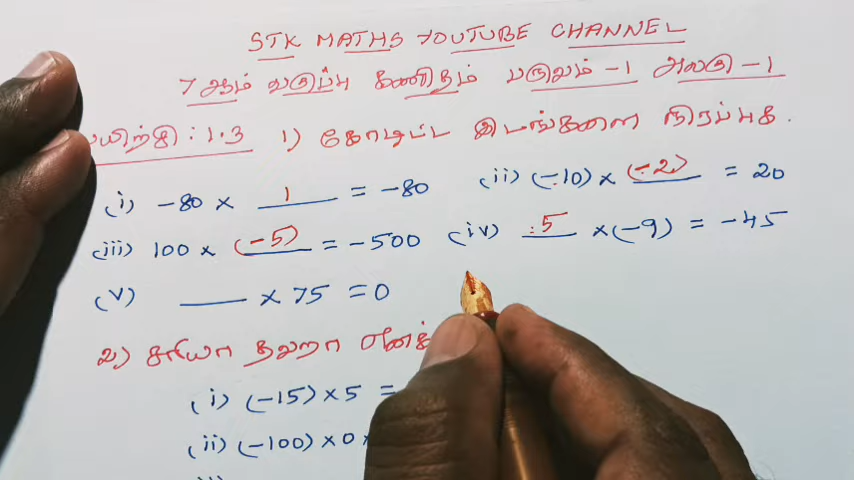 STK MATHS YOUTUBE CHANNEL
7 ஆம் வகுப்பு கணிதம் பருவம் -1 அலகு -1
பயிற்சி : 1.3 1) கோடிட்ட இடங்களை நிரப்புக.
(i) -80 × 1 = -80 (ii) (-10) × (-2) = 20
(iii) 100 × (-5) = -500 (iv) 5 × (-9) = -45
(v) ____ × 75 = 0
2) சரியா தவறா எனக்
(i) (-15) × 5 =
(ii) (-100) × 0 ×